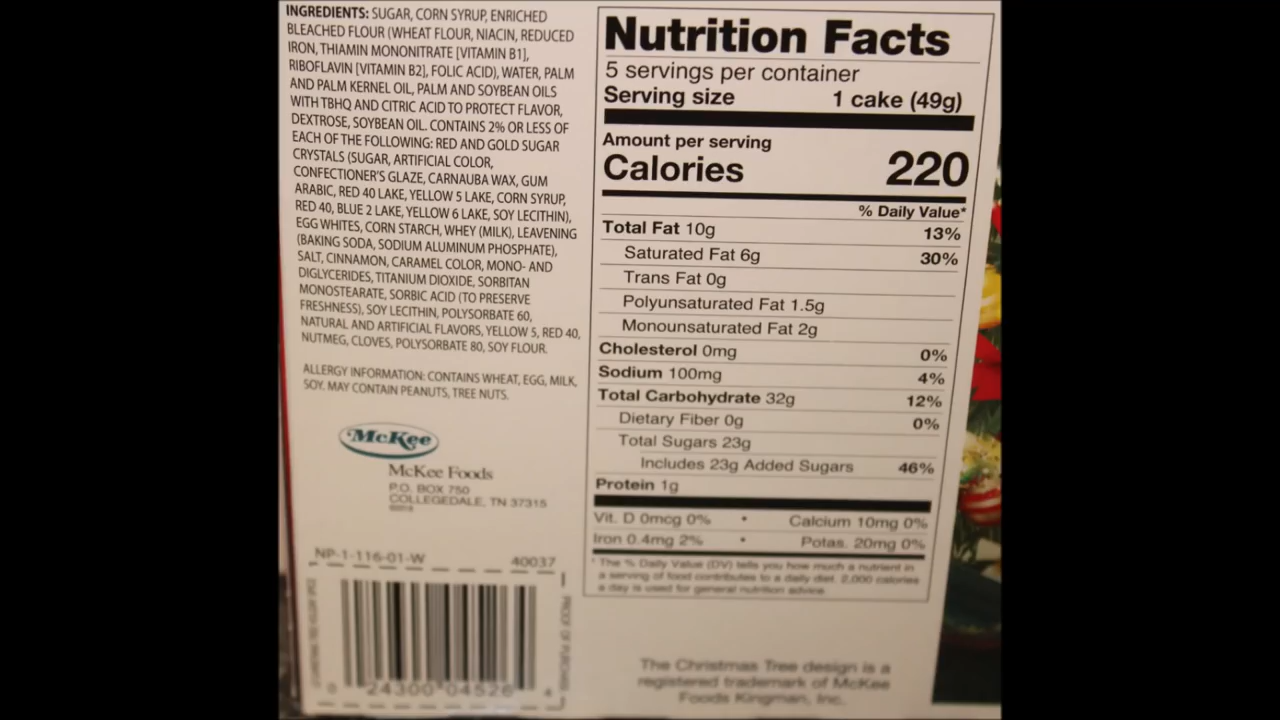 INGREDIENTS: SUGAR, CORN SYRUP, ENRICHED
BLEACHED FLOUR (WHEAT FLOUR, NIACIN, REDUCED
IRON, THIAMIN MONONITRATE [VITAMIN B1],
RIBOFLAVIN [VITAMIN B2], FOLIC ACID), WATER, PALM
AND PALM KERNEL OIL, PALM AND SOYBEAN OILS
WITH TBHQ AND CITRIC ACID TO PROTECT FLAVOR,
DEXTROSE, SOYBEAN OIL. CONTAINS 2% OR LESS OF
EACH OF THE FOLLOWING: RED AND GOLD SUGAR
CRYSTALS (SUGAR, ARTIFICIAL COLOR,
CONFECTIONER'S GLAZE, CARNAUBA WAX, GUM
ARABIC, RED 40 LAKE, YELLOW 5 LAKE, CORN SYRUP,
RED 40, BLUE 2 LAKE, YELLOW 6 LAKE, SOY LECITHIN),
EGG WHITES, CORN STARCH, WHEY (MILK), LEAVENING
(BAKING SODA, SODIUM ALUMINUM PHOSPHATE),
SALT, CINNAMON, CARAMEL COLOR, MONO- AND
DIGLYCERIDES, TITANIUM DIOXIDE, SORBITAN
MONOSTEARATE, SORBIC ACID (TO PRESERVE
FRESHNESS), SOY LECITHIN, POLYSORBATE 60,
NATURAL AND ARTIFICIAL FLAVORS, YELLOW 5, RED 40,
NUTMEG, CLOVES, POLYSORBATE 80, SOY FLOUR.
ALLERGY INFORMATION: CONTAINS WHEAT, EGG, MILK,
SOY. MAY CONTAIN PEANUTS, TREE NUTS.
McKee
McKee Foods
P.O. BOX 750
COLLEGEDALE, TN 37315
NP-1-116-01-W 40037
PROOF OF PURCHASE
0 24300 04526 4
Nutrition Facts
5 servings per container
Serving size 1 cake (49g)
Amount per serving
Calories 220
% Daily Value*
Total Fat 10g 13%
Saturated Fat 6g 30%
Trans Fat 0g
Polyunsaturated Fat 1.5g
Monounsaturated Fat 2g
Cholesterol 0mg 0%
Sodium 100mg 4%
Total Carbohydrate 32g 12%
Dietary Fiber 0g 0%
Total Sugars 23g
Includes 23g Added Sugars 46%
Protein 1g
Vit. D 0mcg 0% • Calcium 10mg 0%
Iron 0.4mg 2% • Potas. 20mg 0%
* The % Daily Value (DV) tells you how much a nutrient in
a serving of food contributes to a daily diet. 2,000 calories
a day is used for general nutrition advice.
The Christmas Tree design is a
registered trademark of McKee
Foods Kingman, Inc.